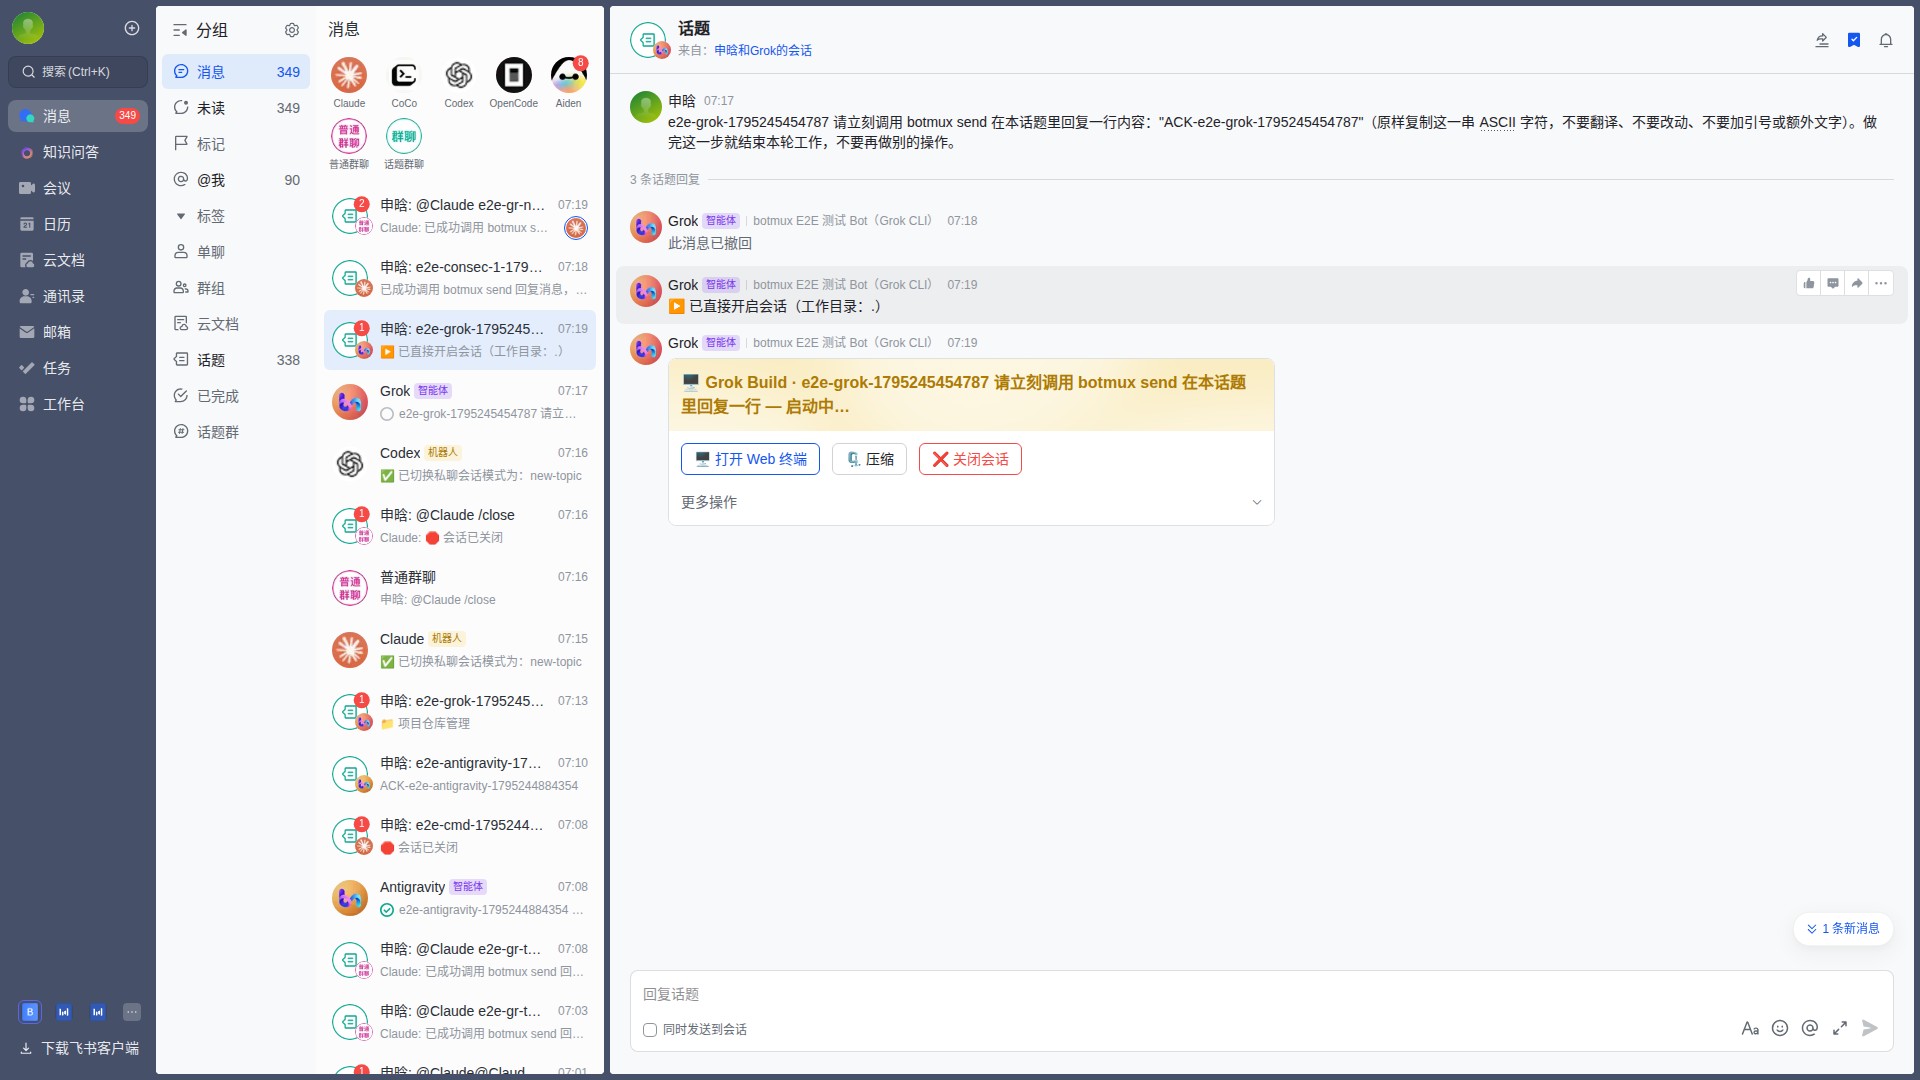 搜索 (Ctrl+K)
消息 349
知识问答
会议
日历
云文档
通讯录
邮箱
任务
工作台
下载飞书客户端
分组
消息 349
未读 349
标记
@我 90
标签
单聊
群组
云文档
话题 338
已完成
话题群
消息
Claude
CoCo
Codex
OpenCode
8
Aiden
普通
群聊
普通群聊
群聊
话题群聊
2
申晗: @Claude e2e-gr-n... 07:19
Claude: 已成功调用 botmux s...
申晗: e2e-consec-1-179... 07:18
已成功调用 botmux send 回复消息，...
1
申晗: e2e-grok-1795245... 07:19
已直接开启会话（工作目录：.）
Grok 智能体 07:17
e2e-grok-1795245454787 请立...
Codex 机器人 07:16
已切换私聊会话模式为：new-topic
1
申晗: @Claude /close 07:16
Claude: 会话已关闭
普通
群聊
普通群聊 07:16
申晗: @Claude /close
Claude 机器人 07:15
已切换私聊会话模式为：new-topic
1
申晗: e2e-grok-1795245... 07:13
项目仓库管理
申晗: e2e-antigravity-17... 07:10
ACK-e2e-antigravity-1795244884354
1
申晗: e2e-cmd-1795244... 07:08
会话已关闭
Antigravity 智能体 07:08
e2e-antigravity-1795244884354 ...
申晗: @Claude e2e-gr-t... 07:08
Claude: 已成功调用 botmux send 回...
申晗: @Claude e2e-gr-t... 07:03
Claude: 已成功调用 botmux send 回...
1
申晗: @Claude@Claud... 07:01
话题
来自：申晗和Grok的会话
申晗 07:17
e2e-grok-1795245454787 请立刻调用 botmux send 在本话题里回复一行内容："ACK-e2e-grok-1795245454787"（原样复制这一串 ASCII 字符，不要翻译、不要改动、不要加引号或额外文字）。做
完这一步就结束本轮工作，不要再做别的操作。
3 条话题回复
Grok 智能体 botmux E2E 测试 Bot（Grok CLI） 07:18
此消息已撤回
Grok 智能体 botmux E2E 测试 Bot（Grok CLI） 07:19
已直接开启会话（工作目录：.）
Grok 智能体 botmux E2E 测试 Bot（Grok CLI） 07:19
Grok Build · e2e-grok-1795245454787 请立刻调用 botmux send 在本话题
里回复一行 — 启动中…
打开 Web 终端 压缩 关闭会话
更多操作
1 条新消息
回复话题
同时发送到会话